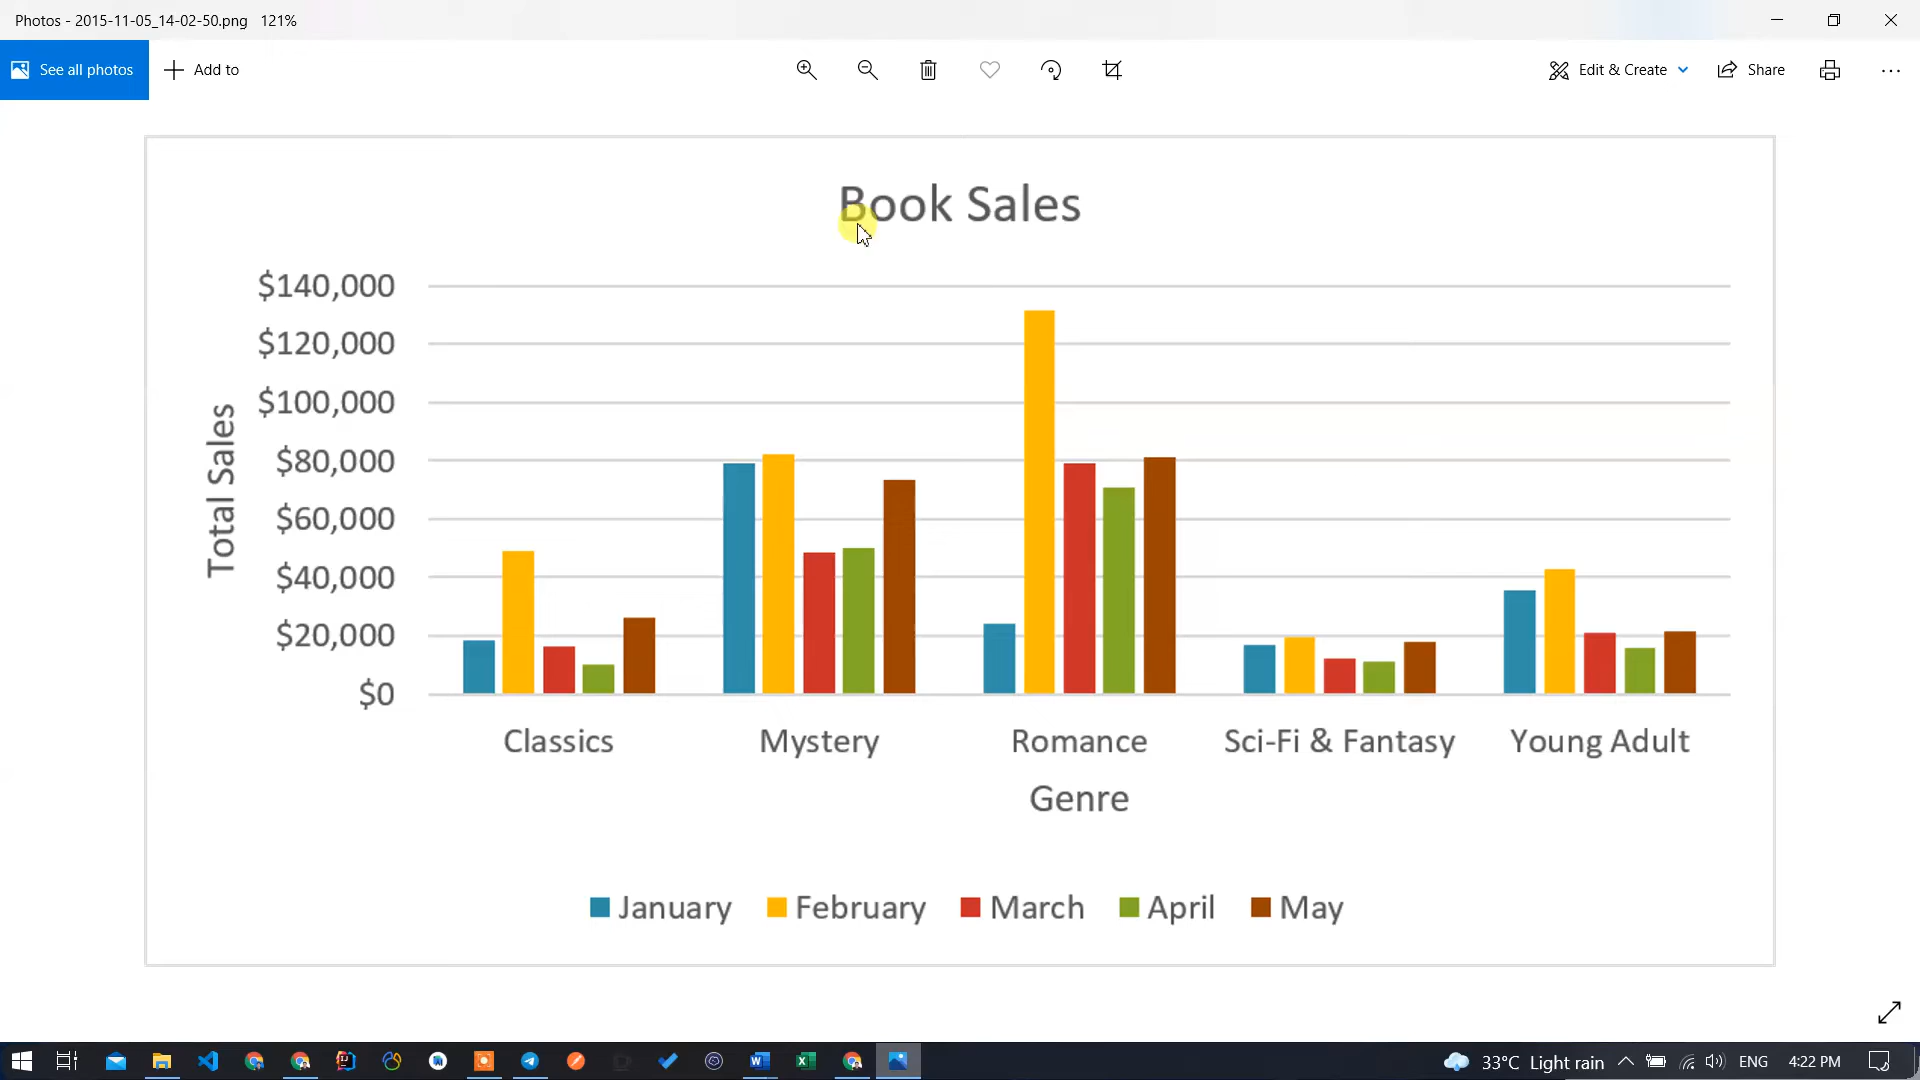 Photos - 2015-11-05_14-02-50.png 121%
See all photos
Add to
Edit & Create
Share
Book Sales
$140,000
$120,000
$100,000
$80,000
$60,000
$40,000
$20,000
$0
Total Sales
Classics Mystery Romance Sci-Fi & Fantasy Young Adult
Genre
January February March April May
33°C Light rain ENG 4:22 PM